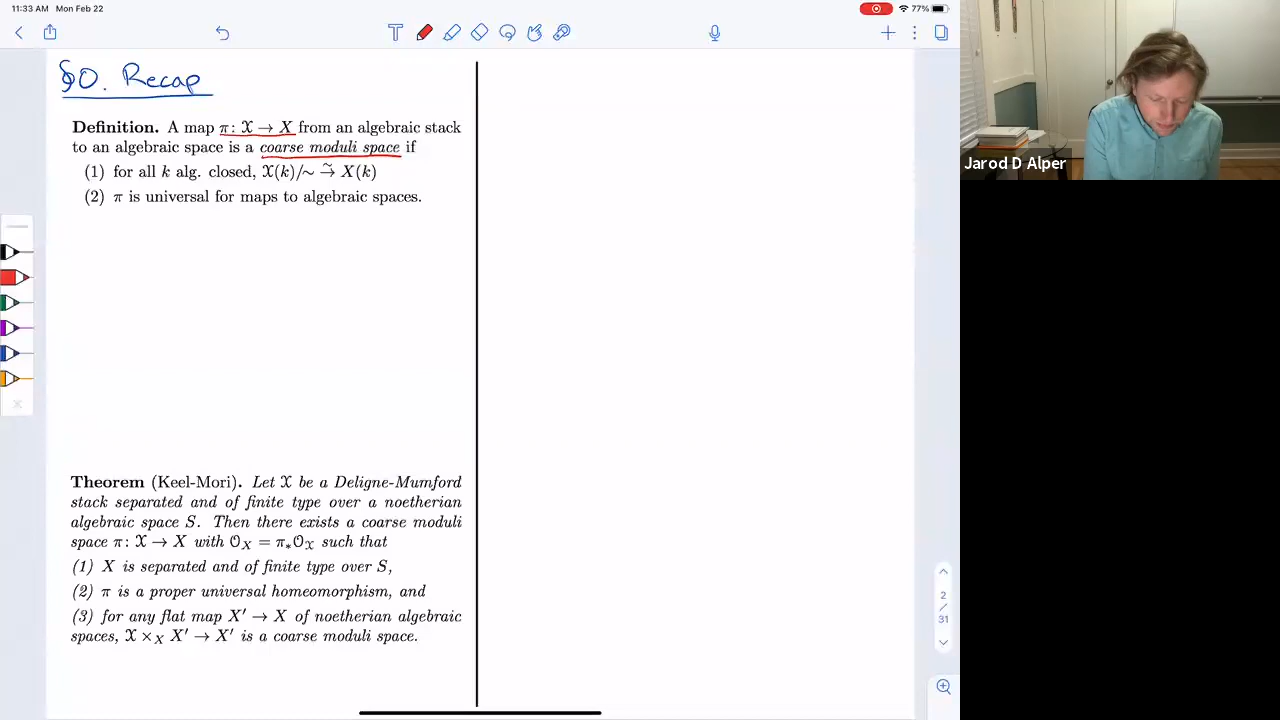 11:33 AM Mon Feb 22
77%
§0. Recap
Definition. A map π: 𝒳 → X from an algebraic stack
to an algebraic space is a coarse moduli space if
(1) for all k alg. closed, 𝒳(k)/∼ ⥲ X(k)
(2) π is universal for maps to algebraic spaces.
Theorem (Keel-Mori). Let 𝒳 be a Deligne-Mumford
stack separated and of finite type over a noetherian
algebraic space S. Then there exists a coarse moduli
space π: 𝒳 → X with 𝒪_X = π_*𝒪_𝒳 such that
(1) X is separated and of finite type over S,
(2) π is a proper universal homeomorphism, and
(3) for any flat map X′ → X of noetherian algebraic
spaces, 𝒳 ×_X X′ → X′ is a coarse moduli space.
2
/
31
Jarod D Alper